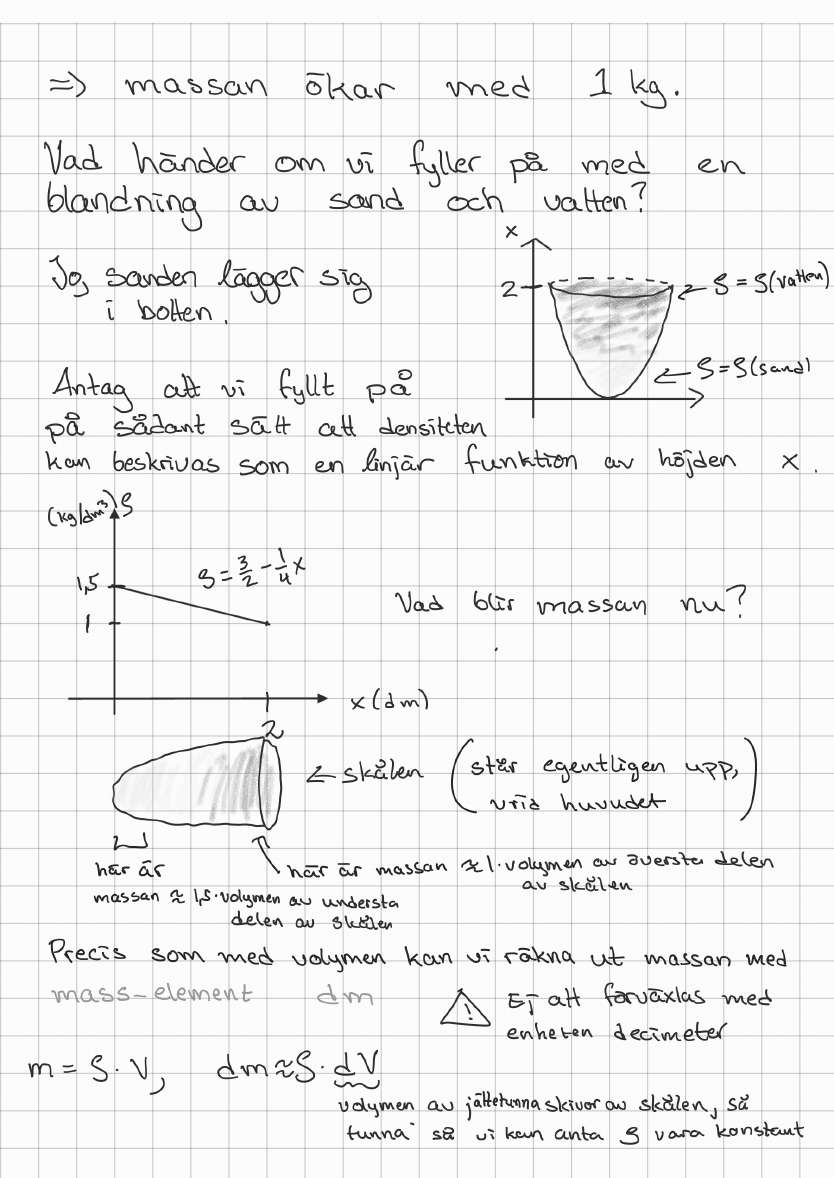 => massan ökar med 1 kg.
Vad händer om vi fyller på med en
blandning av sand och vatten?
Jo, sanden lägger sig
i botten.
x
2
ρ = ρ(vatten)
ρ = ρ(sand)
Antag att vi fyllt på
på sådant sätt att densiteten
kan beskrivas som en linjär funktion av höjden x.
(kg/dm³) ρ
ρ = 3/2 - 1/4 x
1,5
1
Vad blir massan nu?
x (dm)
2
← skålen (står egentligen upp,
vrid huvudet)
här är
massan ≈ 1,5·volymen av understa
delen av skålen
här är massan ≈ 1·volymen av översta delen
av skålen
Precis som med volymen kan vi räkna ut massan med
mass-element dm
! Ej att förväxlas med
enheten decimeter
m = ρ · V, dm ≈ ρ · dV
volymen av jättetunna skivor av skålen, så
tunna så vi kan anta ρ vara konstant